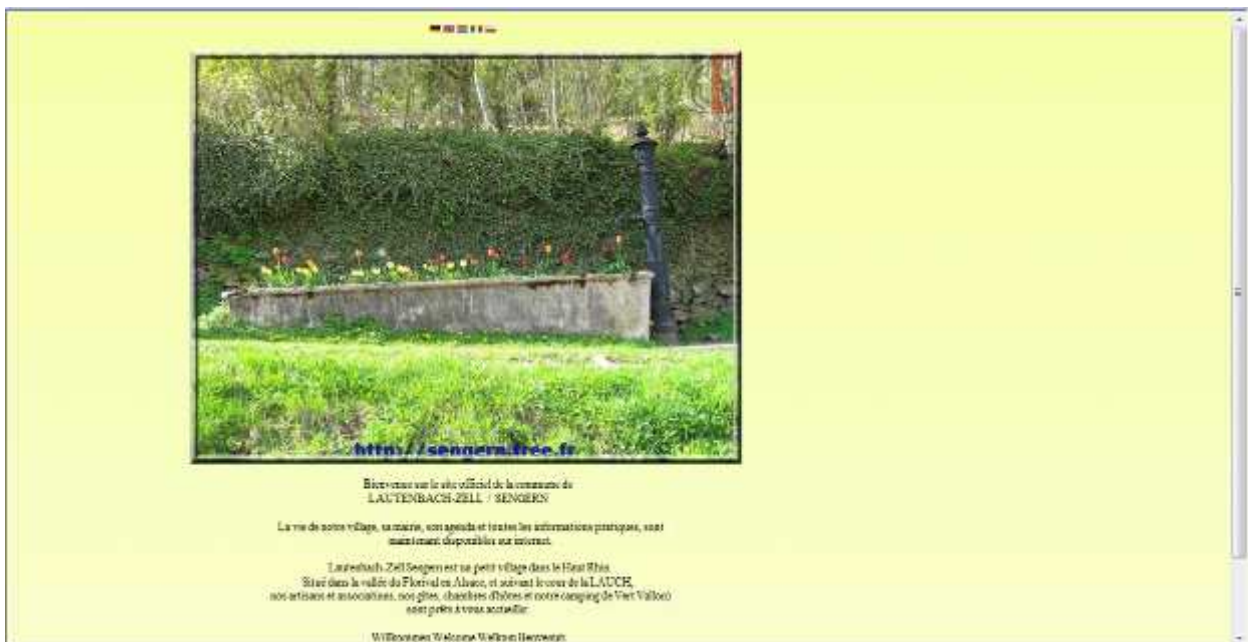 http://sengern.free.fr
Bienvenue sur le site officiel de la commune de
LAUTENBACH-ZELL / SENGERN
La vie de notre village, sa mairie, son agenda et toutes les informations pratiques, sont
maintenant disponibles sur internet.
Lautenbach-Zell Sengern est un petit village dans le Haut Rhin
Situé dans la vallée du Florival en Alsace, et suivant le cour de la LAUCH,
nos artisans et associations, nos gîtes, chambres d'hôtes et notre camping de Vert Vallon)
sont prêts à vous accueillir
Willkommen Welcome Welkom Benvenuti